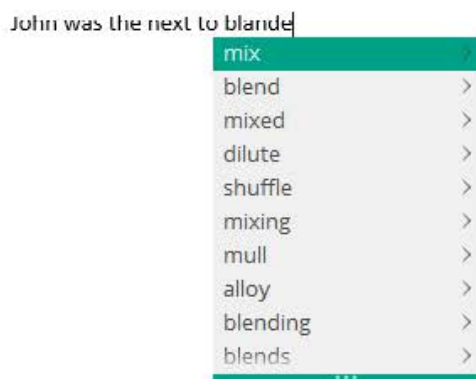 John was the next to blande
mix
blend
mixed
dilute
shuffle
mixing
mull
alloy
blending
blends